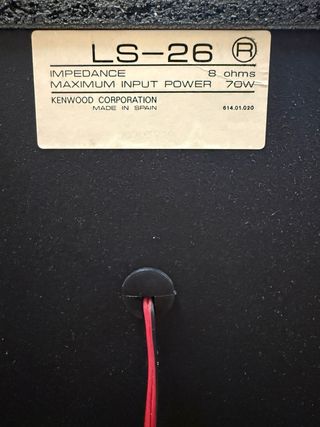 LS-26 R
IMPEDANCE 8 ohms
MAXIMUM INPUT POWER 70W
KENWOOD CORPORATION
MADE IN SPAIN 614.01.020